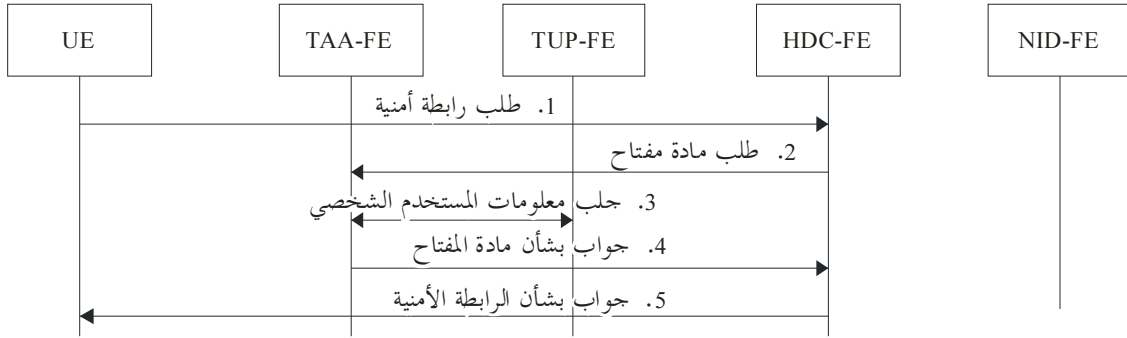 UE
TAA-FE
TUP-FE
HDC-FE
NID-FE
1. طلب رابطة أمنية
2. طلب مادة مفتاح
3. جلب معلومات المستخدم الشخصي
4. جواب بشأن مادة المفتاح
5. جواب بشأن الرابطة الأمنية